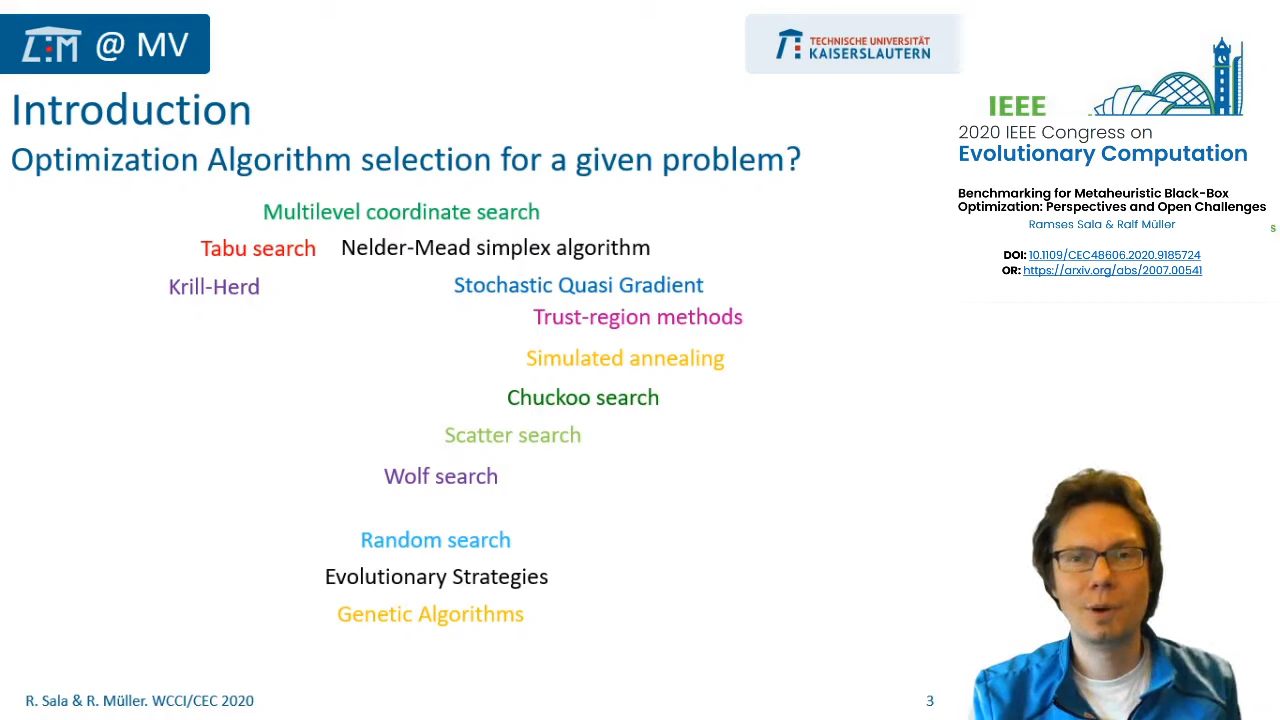 LTM @ MV
TECHNISCHE UNIVERSITÄT
KAISERSLAUTERN
Introduction
Optimization Algorithm selection for a given problem?
IEEE
2020 IEEE Congress on
Evolutionary Computation
Benchmarking for Metaheuristic Black-Box
Optimization: Perspectives and Open Challenges
Ramses Sala & Ralf Müller
s
DOI: 10.1109/CEC48606.2020.9185724
OR: https://arxiv.org/abs/2007.00541
Multilevel coordinate search
Tabu search Nelder-Mead simplex algorithm
Krill-Herd Stochastic Quasi Gradient
Trust-region methods
Simulated annealing
Chuckoo search
Scatter search
Wolf search
Random search
Evolutionary Strategies
Genetic Algorithms
R. Sala & R. Müller. WCCI/CEC 2020
3